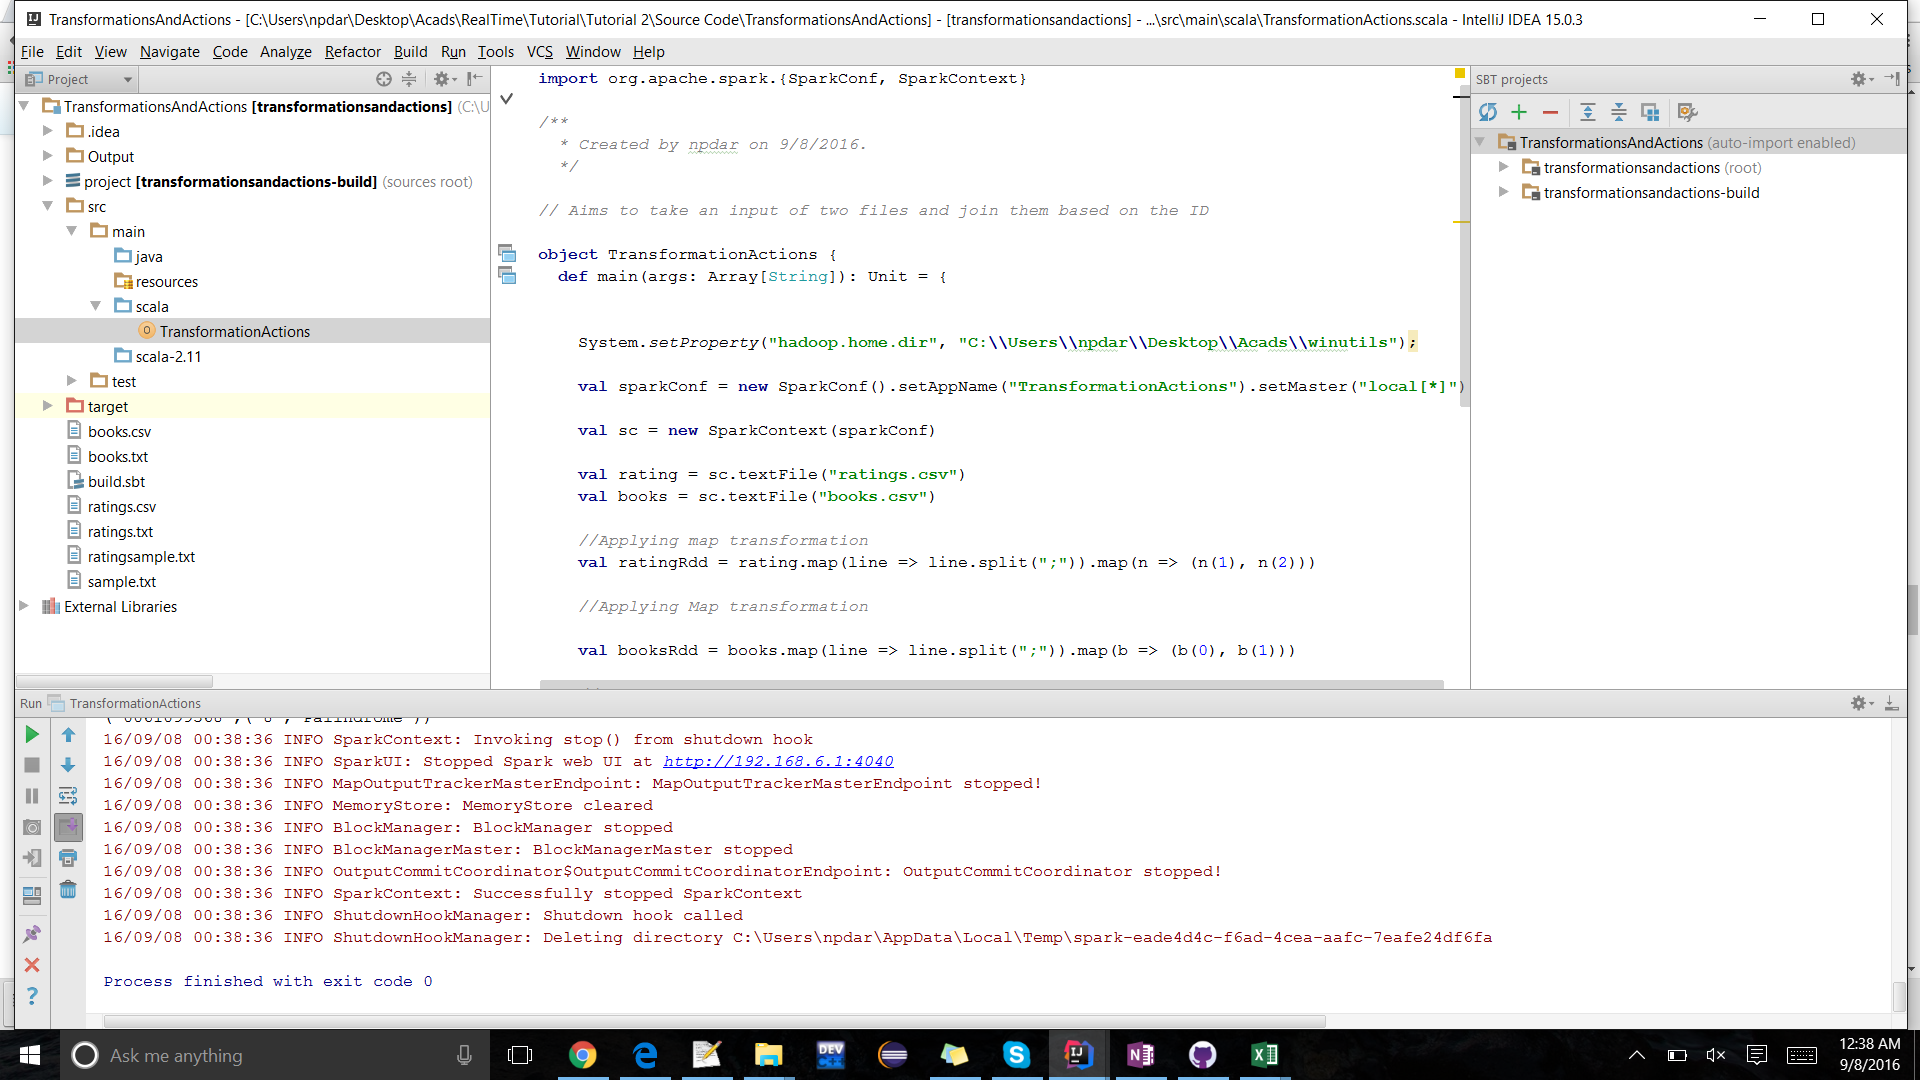 TransformationsAndActions - [C:\Users\npdar\Desktop\Acads\RealTime\Tutorial\Tutorial 2\Source Code\TransformationsAndActions] - [transformationsandactions] - ...\src\main\scala\TransformationActions.scala - IntelliJ IDEA 15.0.3
File Edit View Navigate Code Analyze Refactor Build Run Tools VCS Window Help
Project
TransformationsAndActions [transformationsandactions] (C:\U
.idea
Output
project [transformationsandactions-build] (sources root)
src
main
java
resources
scala
TransformationActions
scala-2.11
test
target
books.csv
books.txt
build.sbt
ratings.csv
ratings.txt
ratingsample.txt
sample.txt
External Libraries
import org.apache.spark.{SparkConf, SparkContext}
/**
* Created by npdar on 9/8/2016.
*/
// Aims to take an input of two files and join them based on the ID
object TransformationActions {
def main(args: Array[String]): Unit = {
System.setProperty("hadoop.home.dir", "C:\\Users\\npdar\\Desktop\\Acads\\winutils");
val sparkConf = new SparkConf().setAppName("TransformationActions").setMaster("local[*]")
val sc = new SparkContext(sparkConf)
val rating = sc.textFile("ratings.csv")
val books = sc.textFile("books.csv")
//Applying map transformation
val ratingRdd = rating.map(line => line.split(";")).map(n => (n(1), n(2)))
//Applying Map transformation
val booksRdd = books.map(line => line.split(";")).map(b => (b(0), b(1)))
SBT projects
TransformationsAndActions (auto-import enabled)
transformationsandactions (root)
transformationsandactions-build
Run TransformationActions
16/09/08 00:38:36 INFO SparkContext: Invoking stop() from shutdown hook
16/09/08 00:38:36 INFO SparkUI: Stopped Spark web UI at http://192.168.6.1:4040
16/09/08 00:38:36 INFO MapOutputTrackerMasterEndpoint: MapOutputTrackerMasterEndpoint stopped!
16/09/08 00:38:36 INFO MemoryStore: MemoryStore cleared
16/09/08 00:38:36 INFO BlockManager: BlockManager stopped
16/09/08 00:38:36 INFO BlockManagerMaster: BlockManagerMaster stopped
16/09/08 00:38:36 INFO OutputCommitCoordinator$OutputCommitCoordinatorEndpoint: OutputCommitCoordinator stopped!
16/09/08 00:38:36 INFO SparkContext: Successfully stopped SparkContext
16/09/08 00:38:36 INFO ShutdownHookManager: Shutdown hook called
16/09/08 00:38:36 INFO ShutdownHookManager: Deleting directory C:\Users\npdar\AppData\Local\Temp\spark-eade4d4c-f6ad-4cea-aafc-7eafe24df6fa
Process finished with exit code 0
Ask me anything
DEV
12:38 AM
9/8/2016